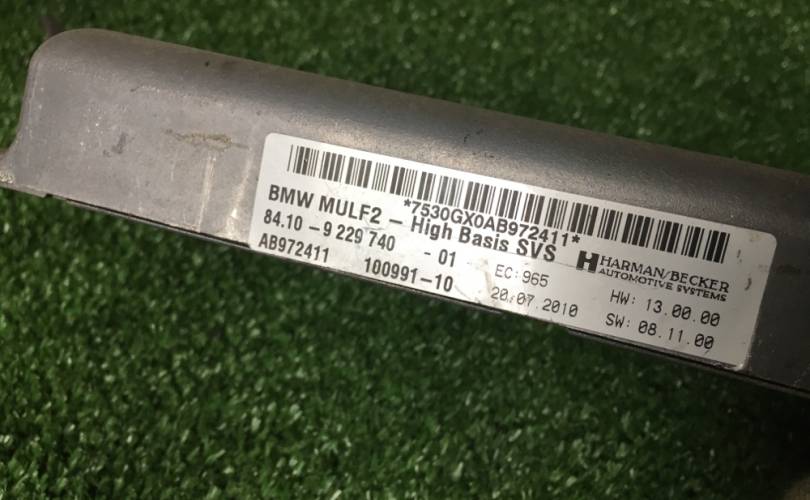 *7530GX0AB972411*
BMW MULF2 - High Basis SVS
84.10 - 9 229 740 - 01
AB972411 100991-10
EC: 965
20.07.2010
HARMAN/BECKER
AUTOMOTIVE SYSTEMS
HW: 13.00.00
SW: 08.11.00